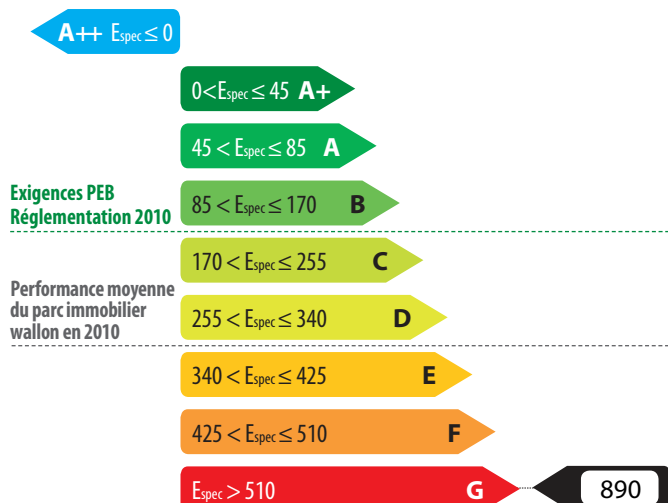 A++ Espec ≤ 0
0<Espec ≤ 45 A+
45 < Espec ≤ 85 A
Exigences PEB
Réglementation 2010
85 < Espec ≤ 170 B
170 < Espec ≤ 255 C
Performance moyenne
du parc immobilier
wallon en 2010
255 < Espec ≤ 340 D
340 < Espec ≤ 425 E
425 < Espec ≤ 510 F
Espec > 510 G
890